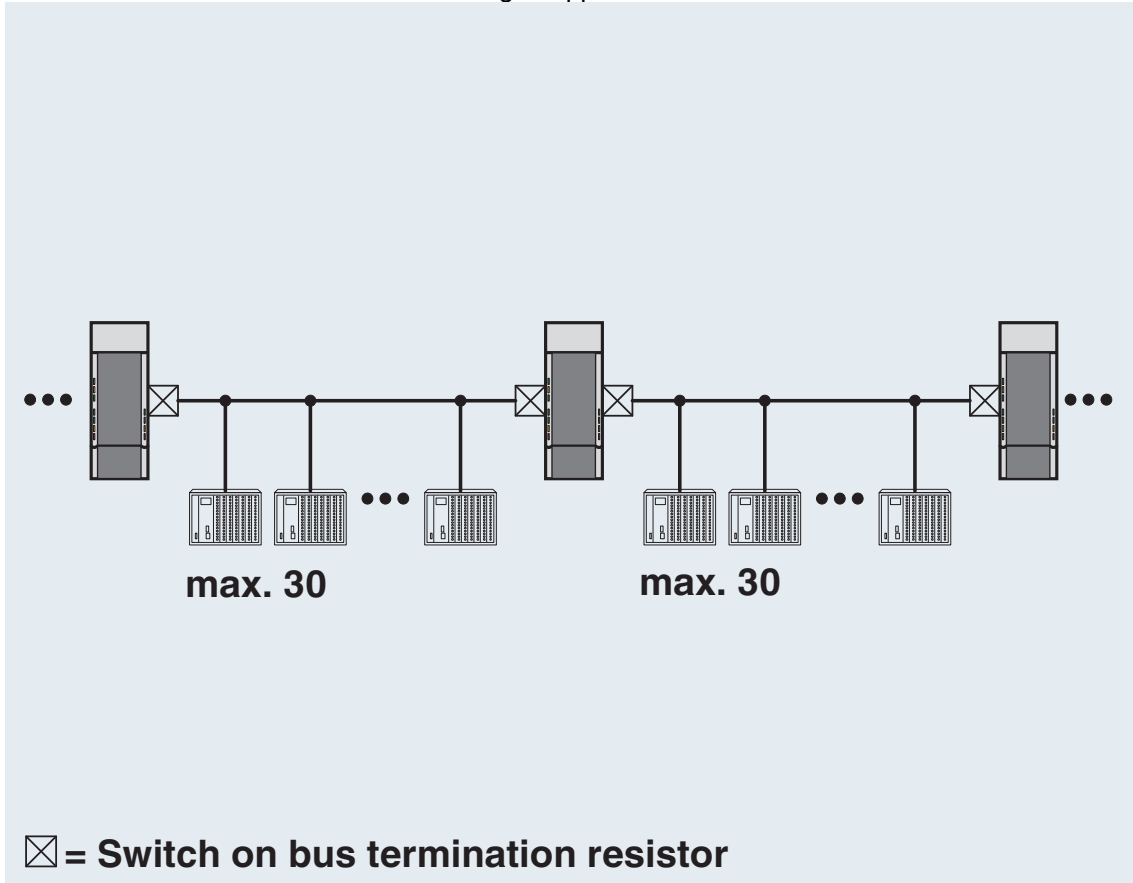 max. 30
max. 30
= Switch on bus termination resistor